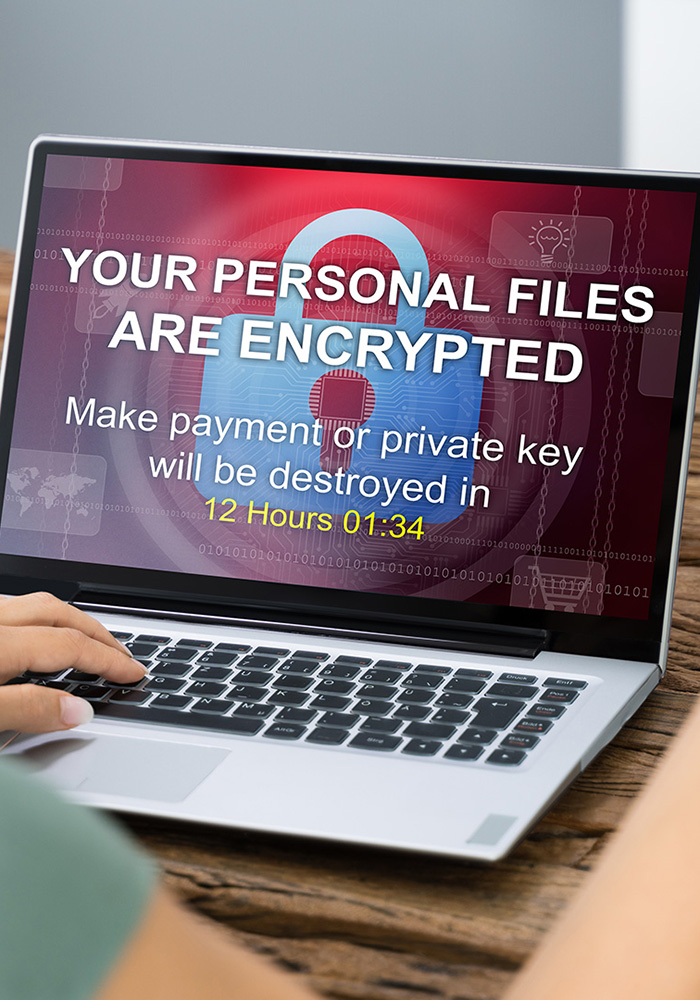 YOUR PERSONAL FILES
ARE ENCRYPTED
Make payment or private key
will be destroyed in
12 Hours 01:34